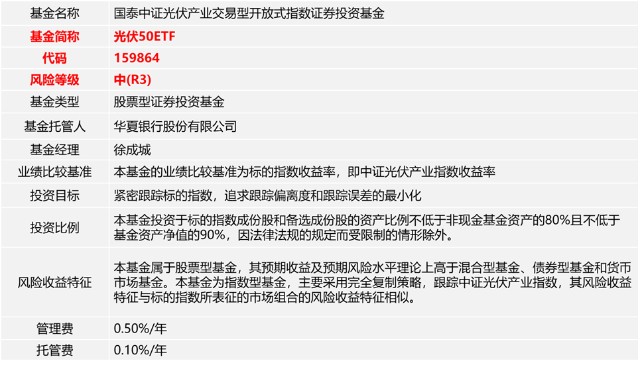 基金名称 国泰中证光伏产业交易型开放式指数证券投资基金
基金简称 光伏50ETF
代码 159864
风险等级 中(R3)
基金类型 股票型证券投资基金
基金托管人 华夏银行股份有限公司
基金经理 徐成城
业绩比较基准 本基金的业绩比较基准为标的指数收益率，即中证光伏产业指数收益率
投资目标 紧密跟踪标的指数，追求跟踪偏离度和跟踪误差的最小化
投资比例 本基金投资于标的指数成份股和备选成份股的资产比例不低于非现金基金资产的80%且不低于
基金资产净值的90%，因法律法规的规定而受限制的情形除外。
风险收益特征 本基金属于股票型基金，其预期收益及预期风险水平理论上高于混合型基金、债券型基金和货币
市场基金。本基金为指数型基金，主要采用完全复制策略，跟踪中证光伏产业指数，其风险收益
特征与标的指数所表征的市场组合的风险收益特征相似。
管理费 0.50%/年
托管费 0.10%/年